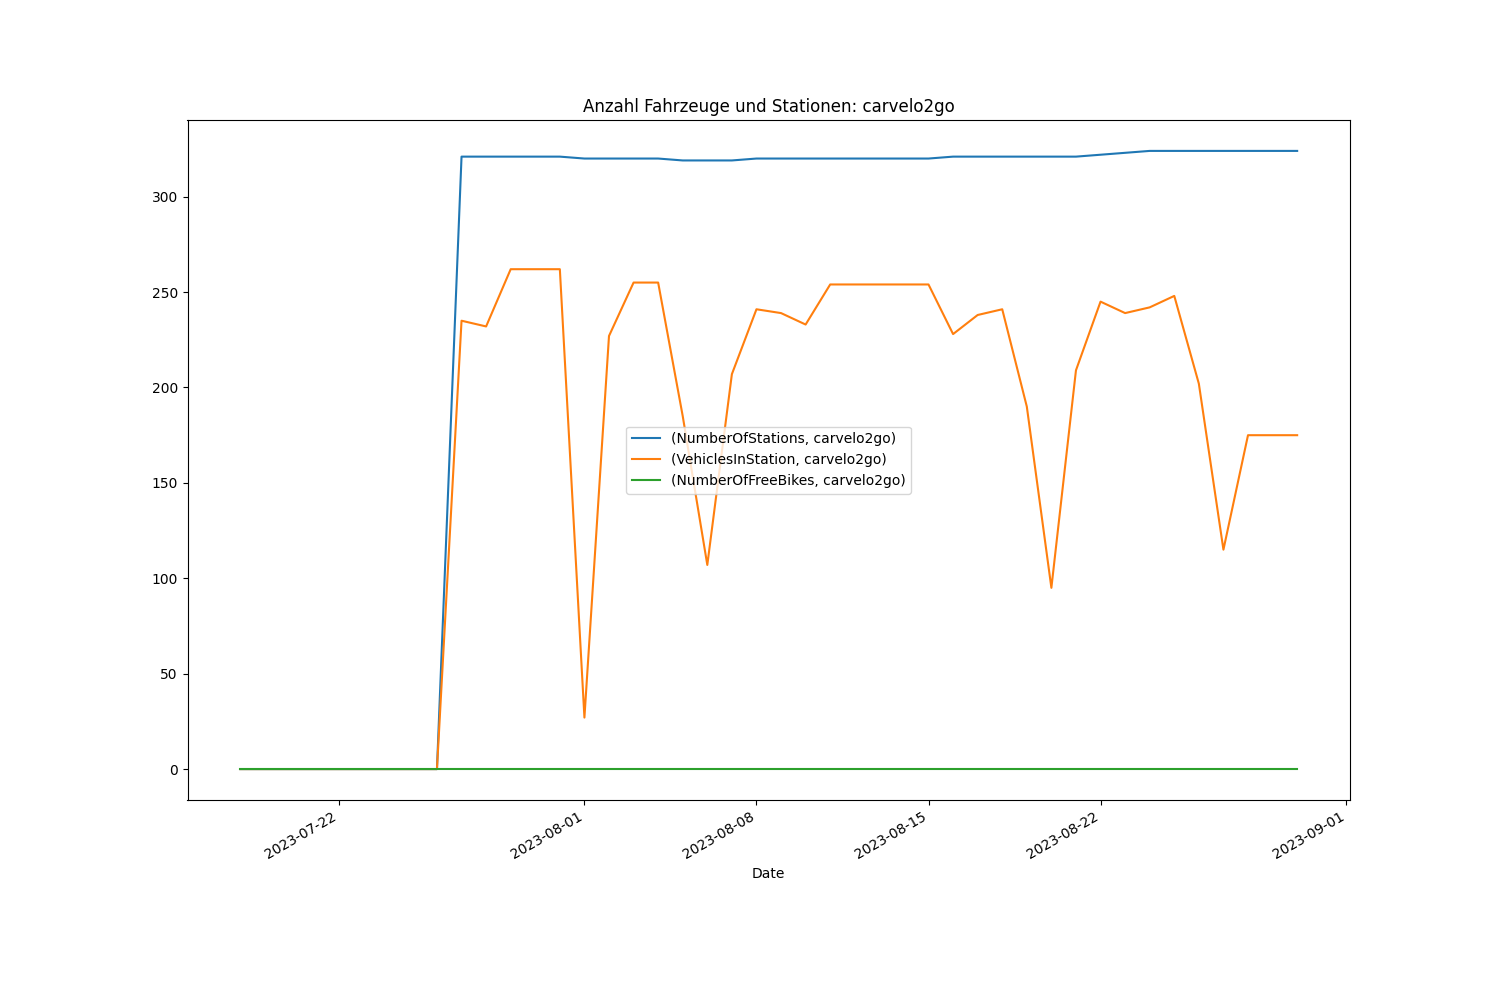 Anzahl Fahrzeuge und Stationen: carvelo2go
300
250
200
150
100
50
0
(NumberOfStations, carvelo2go)
(VehiclesInStation, carvelo2go)
(NumberOfFreeBikes, carvelo2go)
2023-07-22
2023-08-01
2023-08-08
2023-08-15
2023-08-22
2023-09-01
Date